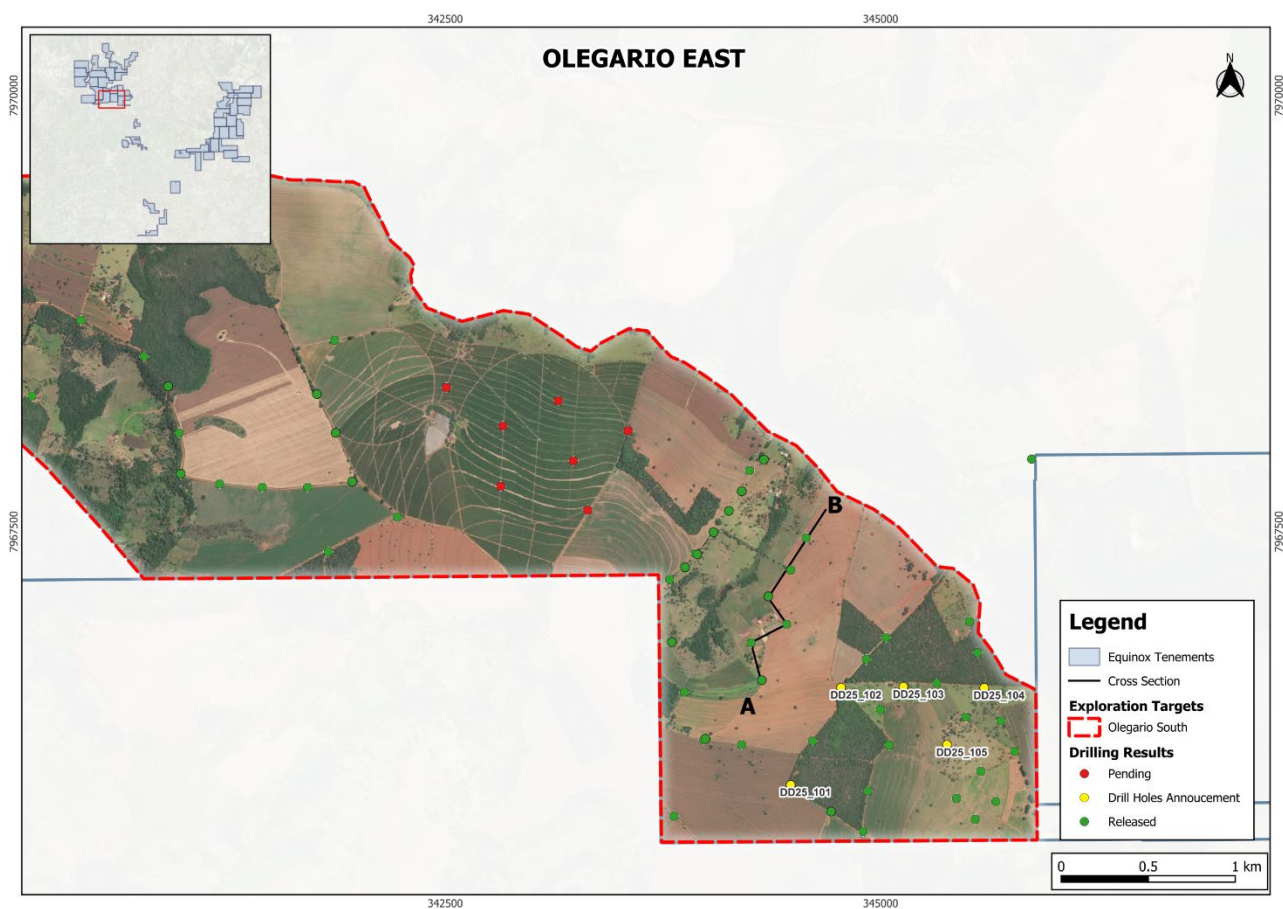 342500
345000
OLEGARIO EAST
N
7970000
7970000
B
7967500
7967500
A
DD25_102
DD25_103
DD25_104
DD25_105
DD25_101
Legend
Equinox Tenements
Cross Section
Exploration Targets
Olegario South
Drilling Results
Pending
Drill Holes Annoucement
Released
0
0.5
1 km
342500
345000